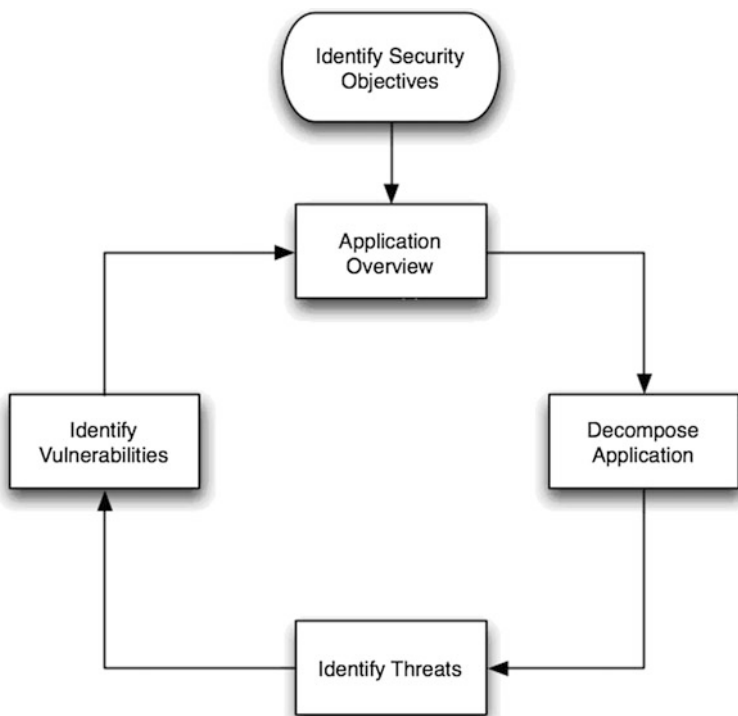 Identify Security
Objectives
Application
Overview
Identify
Vulnerabilities
Decompose
Application
Identify Threats